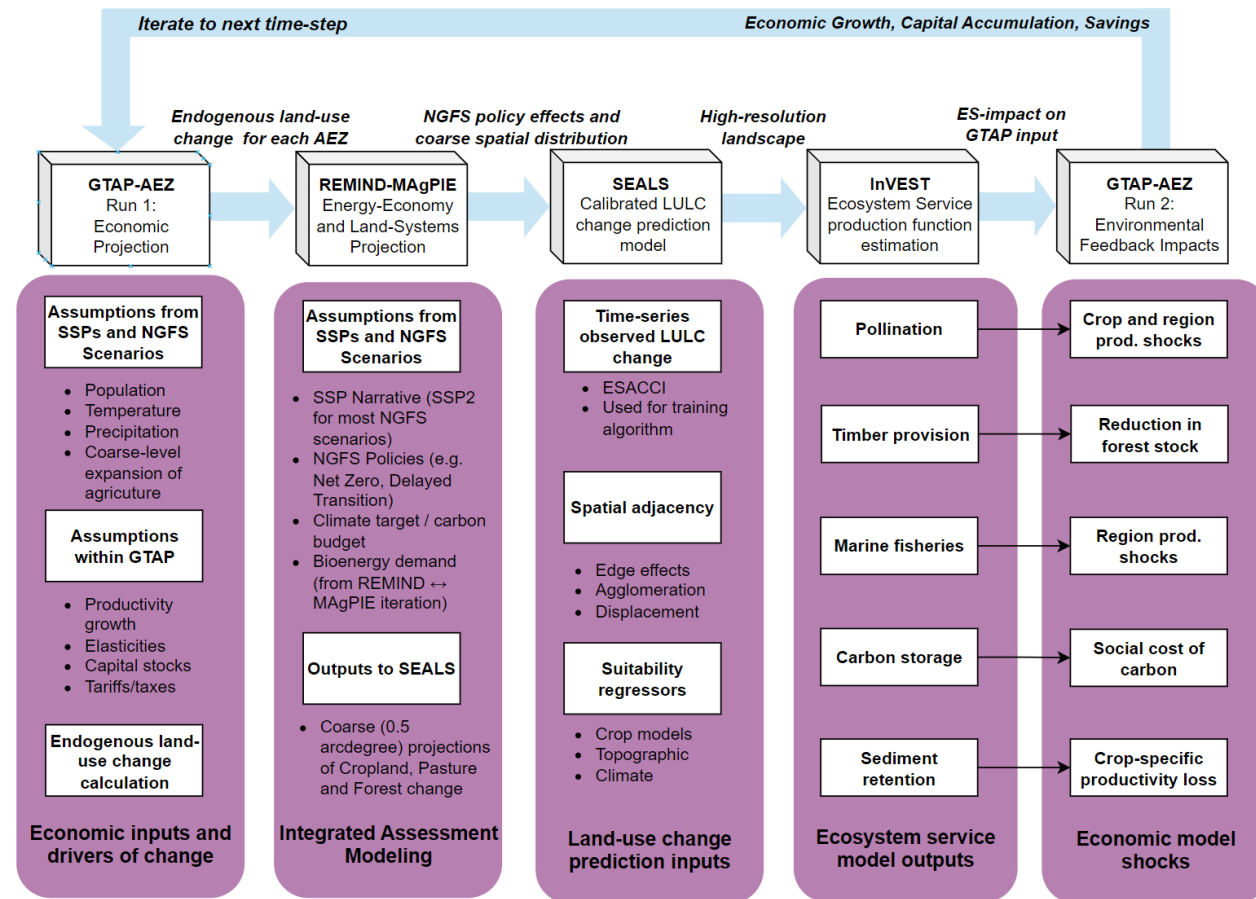 Iterate to next time-step
Economic Growth, Capital Accumulation, Savings
Endogenous land-use
change for each AEZ
NGFS policy effects and
coarse spatial distribution
High-resolution
landscape
ES-impact on
GTAP input
GTAP-AEZ
Run 1:
Economic
Projection
REMIND-MAgPIE
Energy-Economy
and Land-Systems
Projection
SEALS
Calibrated LULC
change prediction
model
InVEST
Ecosystem Service
production function
estimation
GTAP-AEZ
Run 2:
Environmental
Feedback Impacts
Assumptions from
SSPs and NGFS
Scenarios
• Population
• Temperature
• Precipitation
• Coarse-level
expansion of
agricuture
Assumptions
within GTAP
• Productivity
growth
• Elasticities
• Capital stocks
• Tariffs/taxes
Endogenous land-
use change
calculation
Economic inputs and
drivers of change
Assumptions from
SSPs and NGFS
Scenarios
• SSP Narrative (SSP2
for most NGFS
scenarios)
• NGFS Policies (e.g.
Net Zero, Delayed
Transition)
• Climate target / carbon
budget
• Bioenergy demand
(from REMIND ↔
MAgPIE iteration)
Outputs to SEALS
• Coarse (0.5
arcdegree) projections
of Cropland, Pasture
and Forest change
Integrated Assessment
Modeling
Time-series
observed LULC
change
• ESACCI
• Used for training
algorithm
Spatial adjacency
• Edge effects
• Agglomeration
• Displacement
Suitability
regressors
• Crop models
• Topographic
• Climate
Land-use change
prediction inputs
Pollination
Timber provision
Marine fisheries
Carbon storage
Sediment
retention
Ecosystem service
model outputs
Crop and region
prod. shocks
Reduction in
forest stock
Region prod.
shocks
Social cost of
carbon
Crop-specific
productivity loss
Economic model
shocks